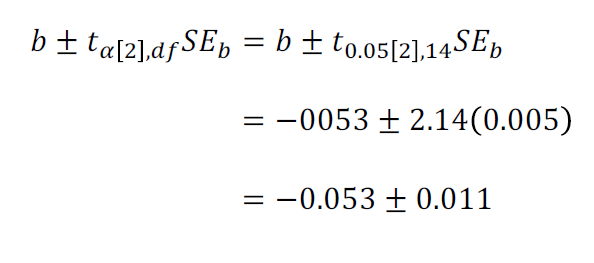 b ± t_{α[2],df}SE_b = b ± t_{0.05[2],14}SE_b
= −0053 ± 2.14(0.005)
= −0.053 ± 0.011